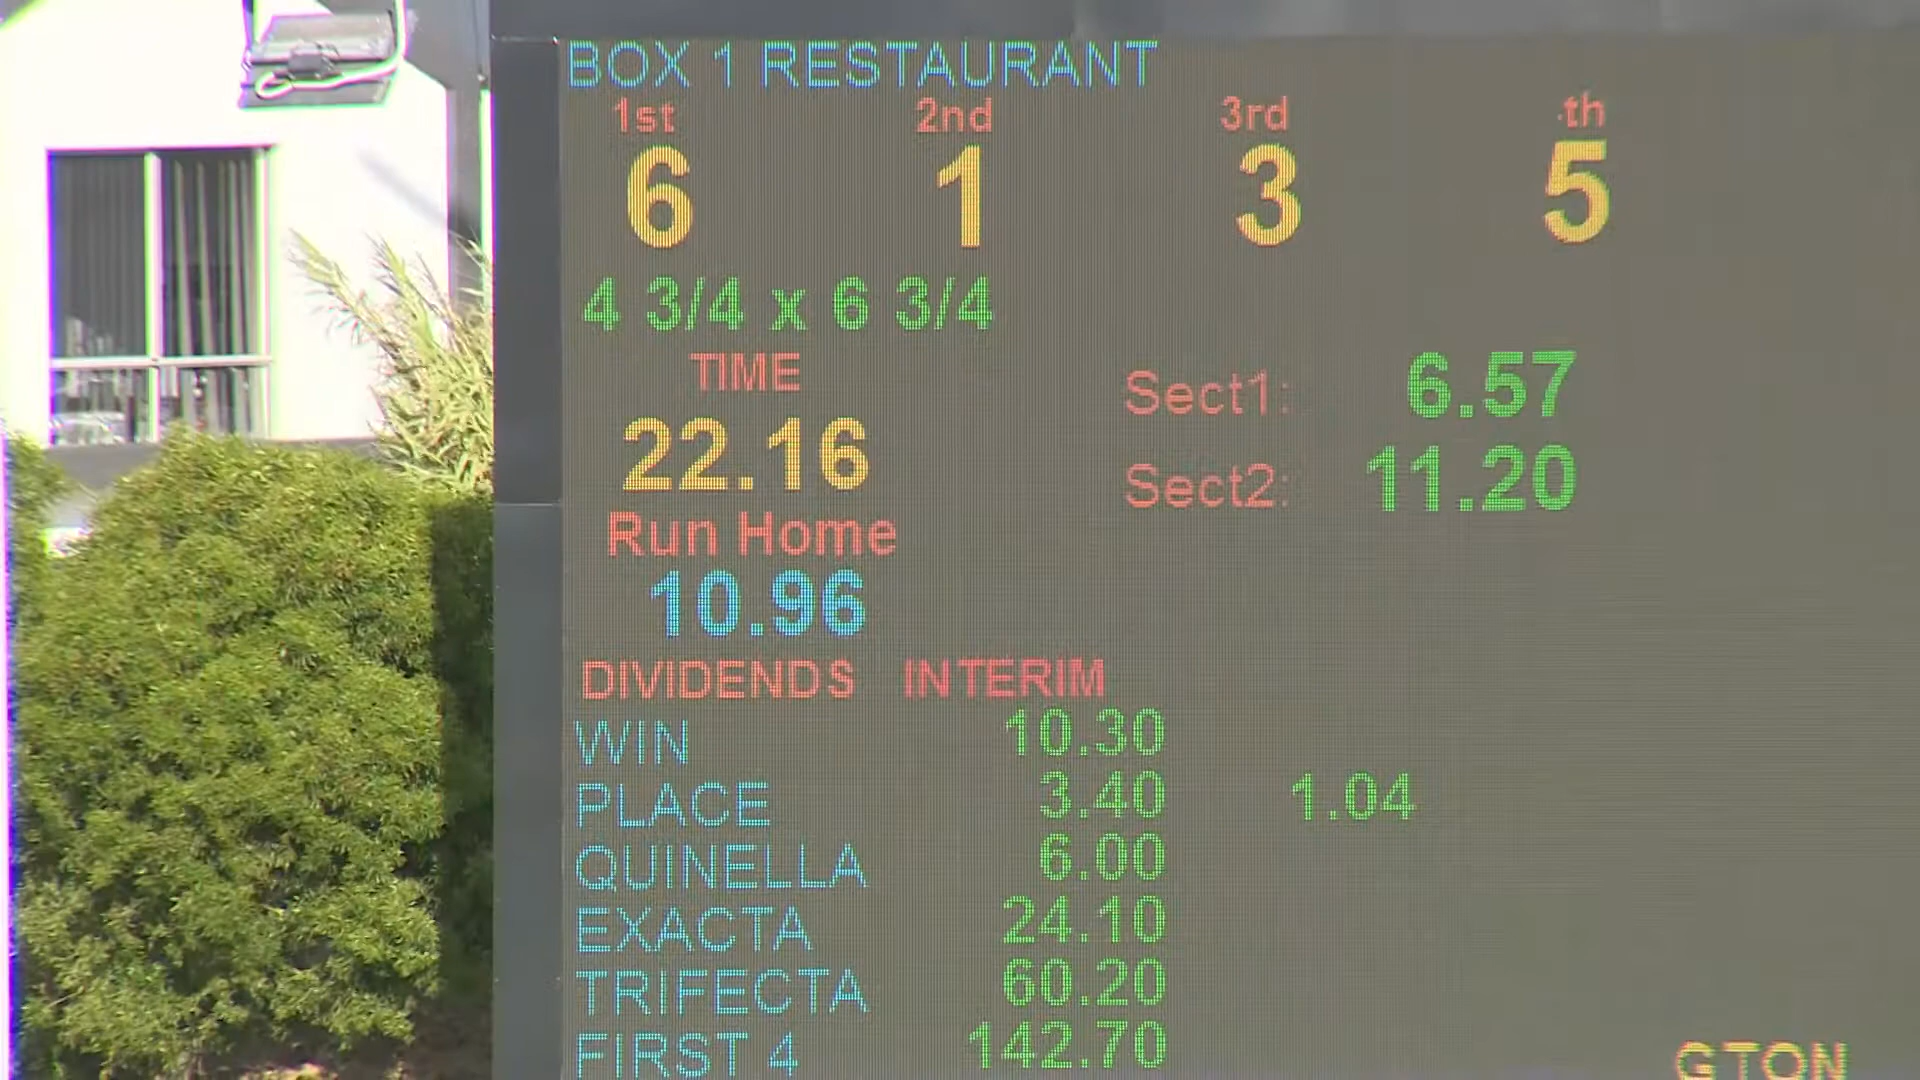 BOX 1 RESTAURANT
1st 2nd 3rd th
6 1 3 5
4 3/4 x 6 3/4
TIME
22.16
Sect1: 6.57
Sect2: 11.20
Run Home
10.96
DIVIDENDS INTERIM
WIN 10.30
PLACE 3.40 1.04
QUINELLA 6.00
EXACTA 24.10
TRIFECTA 60.20
FIRST 4 142.70
GTON